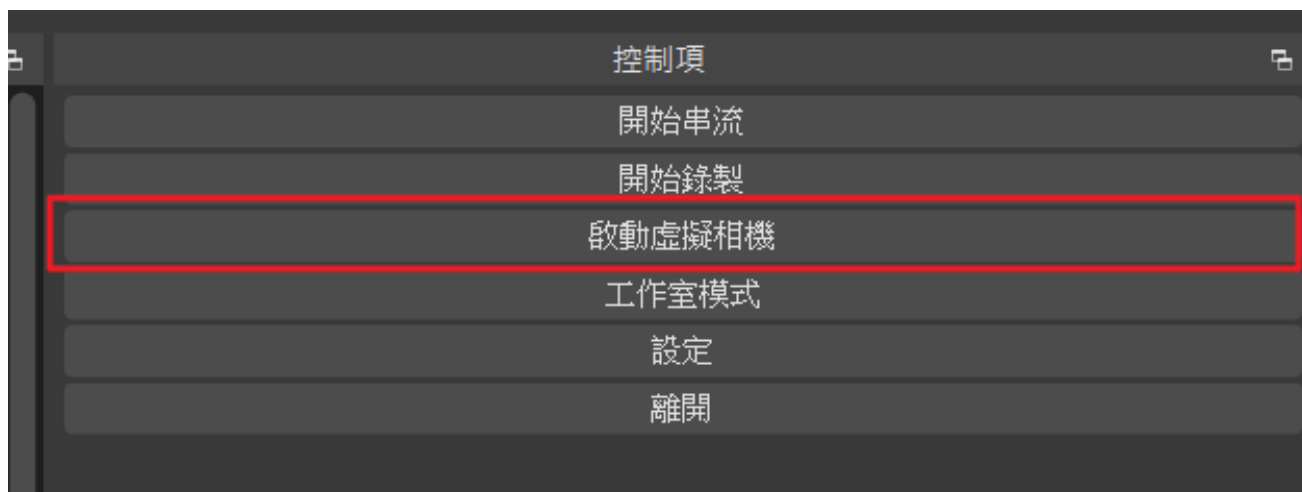 控制項
開始串流
開始錄製
啟動虛擬相機
工作室模式
設定
離開